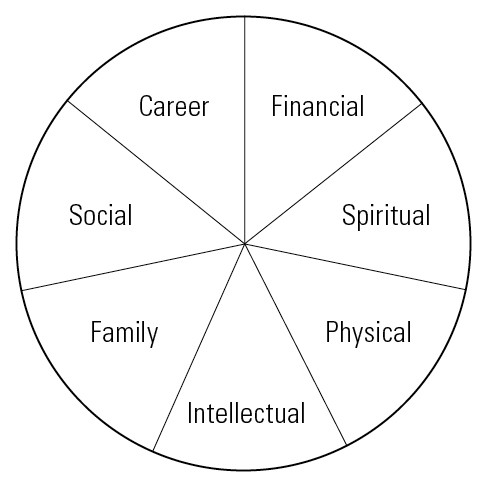 Career
Financial
Social
Spiritual
Family
Physical
Intellectual